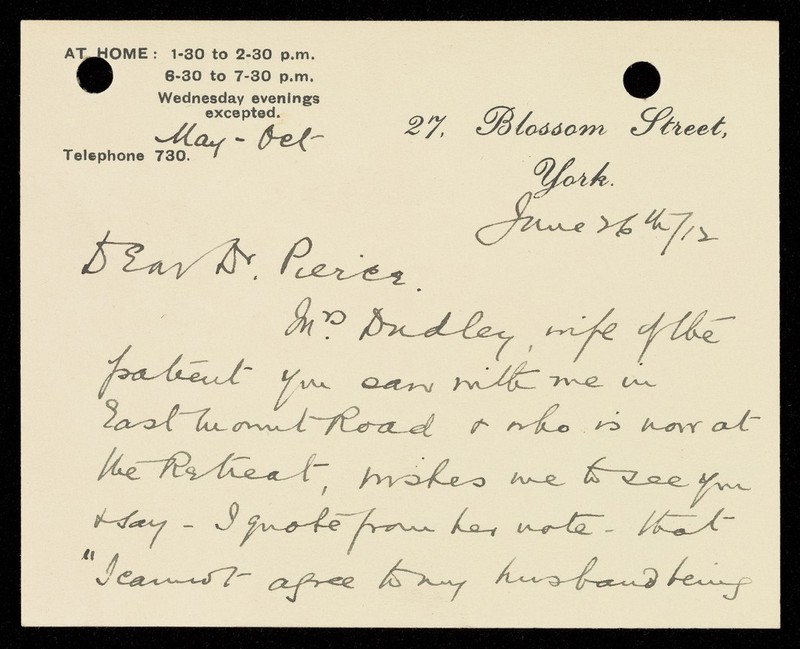 AT HOME: 1-30 to 2-30 p.m.
6-30 to 7-30 p.m.
Wednesday evenings
excepted.
May - Oct
Telephone 730.
27, Blossom Street,
York.
June 26th/12
Dear Dr. Pierce.
Mrs. Dudley, wife of the
patient you saw with me in
East Mount Road & who is now at
the Retreat, wishes me to see you
& say - I quote from her note - that
"I cannot agree to my husband being